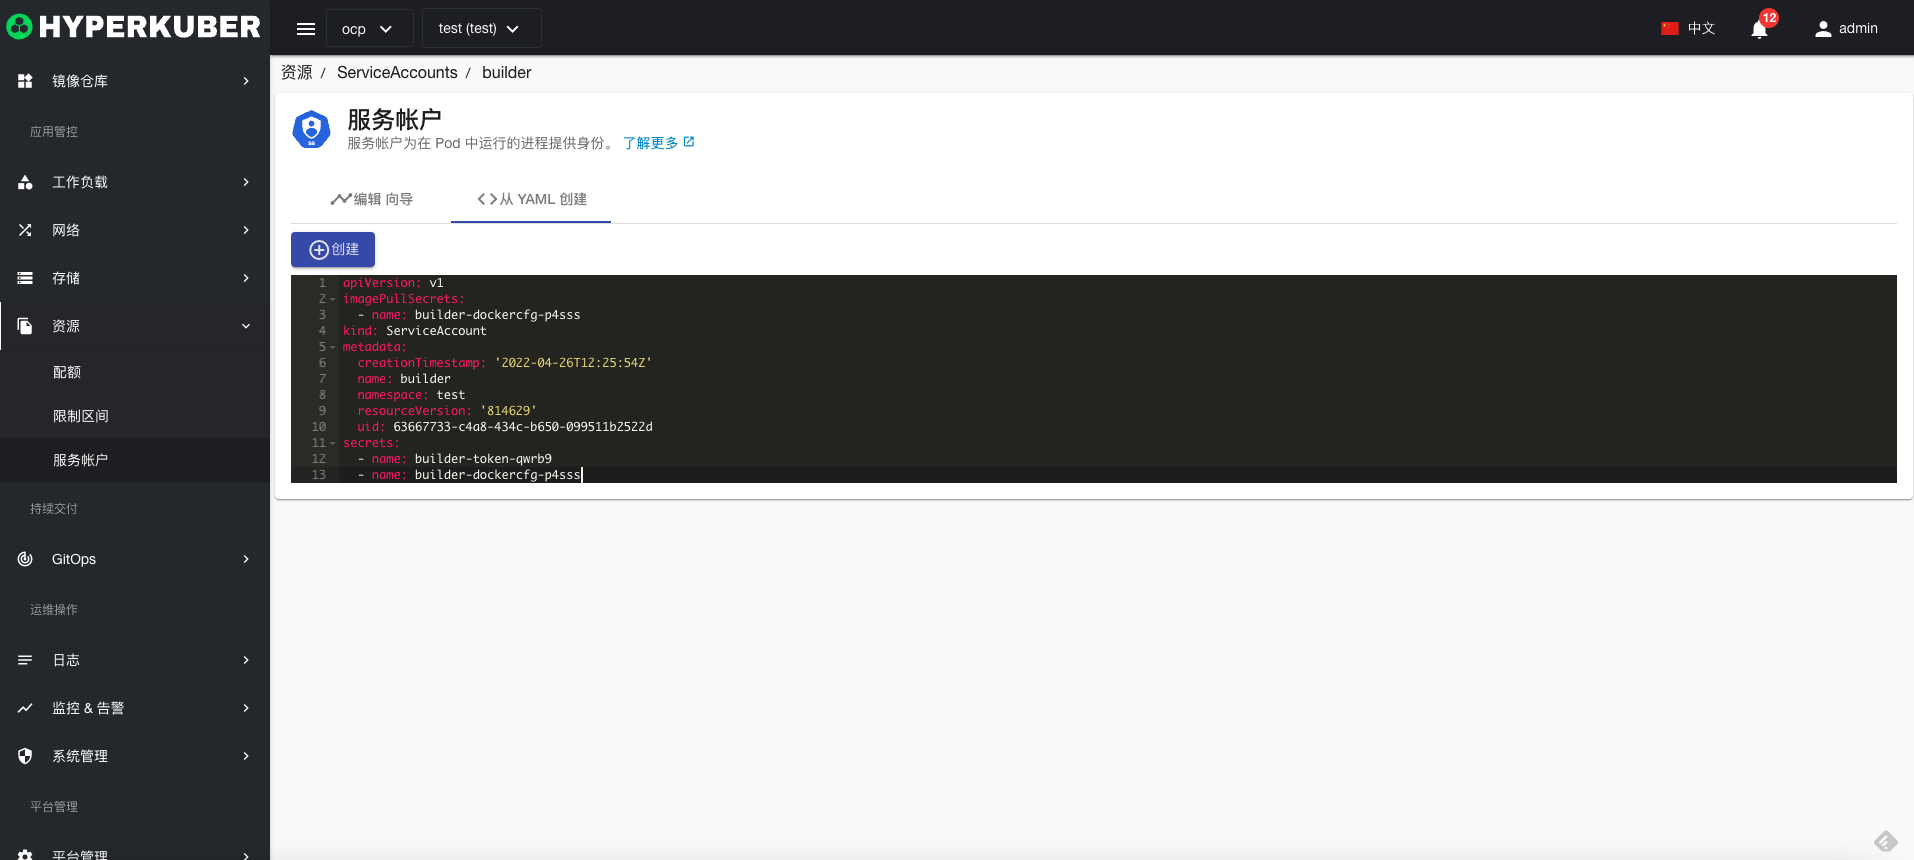 HYPERKUBER
ocp
test (test)
中文
12
admin
镜像仓库
应用管控
工作负载
网络
存储
资源
配额
限制区间
服务帐户
持续交付
GitOps
运维操作
日志
监控 & 告警
系统管理
平台管理
平台管理
资源 / ServiceAccounts / builder
服务帐户
服务帐户为在 Pod 中运行的进程提供身份。 了解更多
编辑 向导
从 YAML 创建
创建
1 apiVersion: v1
2 imagePullSecrets:
3 - name: builder-dockercfg-p4sss
4 kind: ServiceAccount
5 metadata:
6 creationTimestamp: '2022-04-26T12:25:54Z'
7 name: builder
8 namespace: test
9 resourceVersion: '814629'
10 uid: 63667733-c4a8-434c-b650-099511b2522d
11 secrets:
12 - name: builder-token-qwrb9
13 - name: builder-dockercfg-p4sss